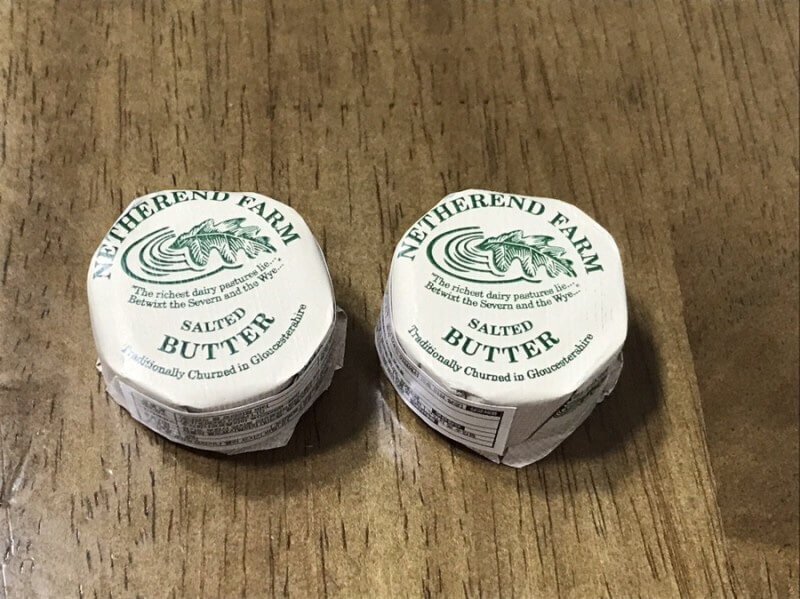 NETHEREND FARM
"The richest dairy pastures lie...
Betwixt the Severn and the Wye..."
SALTED
BUTTER
Traditionally Churned in Gloucestershire
NETHEREND FARM
"The richest dairy pastures lie...
Betwixt the Severn and the Wye..."
SALTED
BUTTER
Traditionally Churned in Gloucestershire